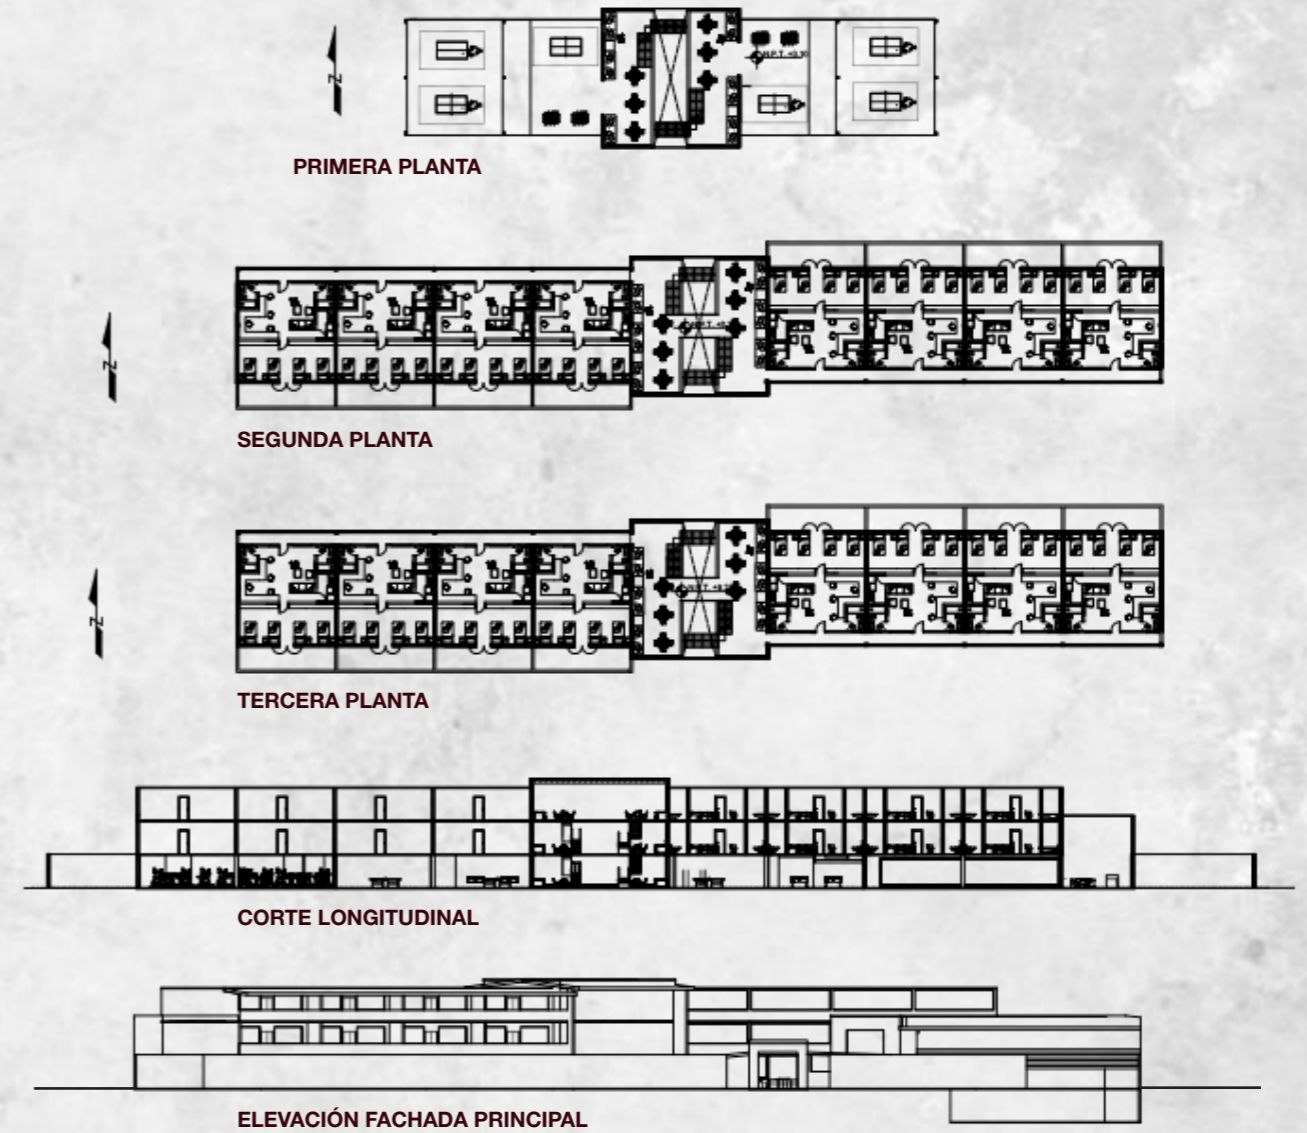 N
N.P.T.
PRIMERA PLANTA
N
SEGUNDA PLANTA
N
TERCERA PLANTA
CORTE LONGITUDINAL
ELEVACIÓN FACHADA PRINCIPAL